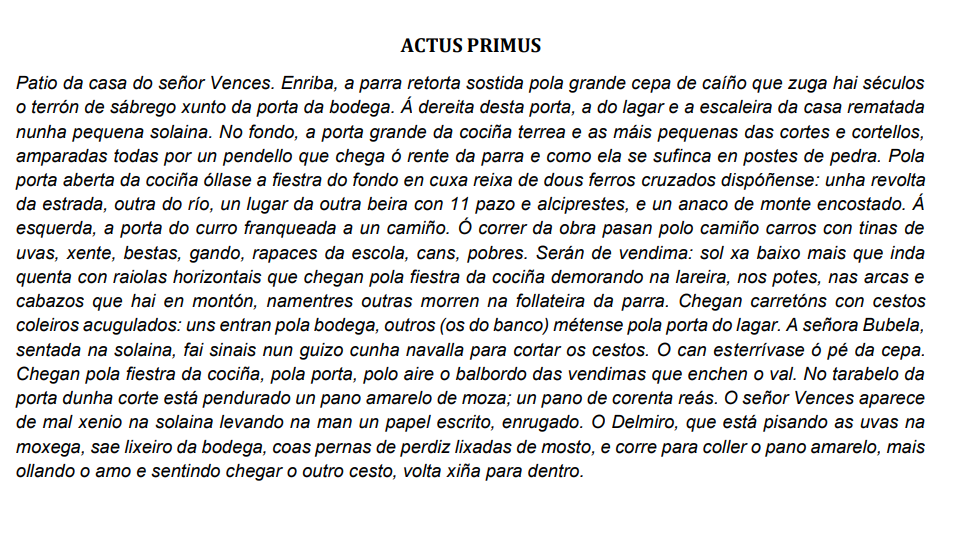 ACTUS PRIMUS
Patio da casa do señor Vences. Enriba, a parra retorta sostida pola grande cepa de caíño que zuga hai séculos
o terrón de sábrego xunto da porta da bodega. Á dereita desta porta, a do lagar e a escaleira da casa rematada
nunha pequena solaina. No fondo, a porta grande da cociña terrea e as máis pequenas das cortes e cortellos,
amparadas todas por un pendello que chega ó rente da parra e como ela se sufinca en postes de pedra. Pola
porta aberta da cociña óllase a fiestra do fondo en cuxa reixa de dous ferros cruzados dispóñense: unha revolta
da estrada, outra do río, un lugar da outra beira con 11 pazo e alciprestes, e un anaco de monte encostado. Á
esquerda, a porta do curro franqueada a un camiño. Ó correr da obra pasan polo camiño carros con tinas de
uvas, xente, bestas, gando, rapaces da escola, cans, pobres. Serán de vendima: sol xa baixo mais que inda
quenta con raiolas horizontais que chegan pola fiestra da cociña demorando na lareira, nos potes, nas arcas e
cabazos que hai en montón, namentres outras morren na follateira da parra. Chegan carretóns con cestos
coleiros acugulados: uns entran pola bodega, outros (os do banco) métense pola porta do lagar. A señora Bubela,
sentada na solaina, fai sinais nun guizo cunha navalla para cortar os cestos. O can esterrívase ó pé da cepa.
Chegan pola fiestra da cociña, pola porta, polo aire o balbordo das vendimas que enchen o val. No tarabelo da
porta dunha corte está pendurado un pano amarelo de moza; un pano de corenta reás. O señor Vences aparece
de mal xenio na solaina levando na man un papel escrito, enrugado. O Delmiro, que está pisando as uvas na
moxega, sae lixeiro da bodega, coas pernas de perdiz lixadas de mosto, e corre para coller o pano amarelo, mais
ollando o amo e sentindo chegar o outro cesto, volta xiña para dentro.